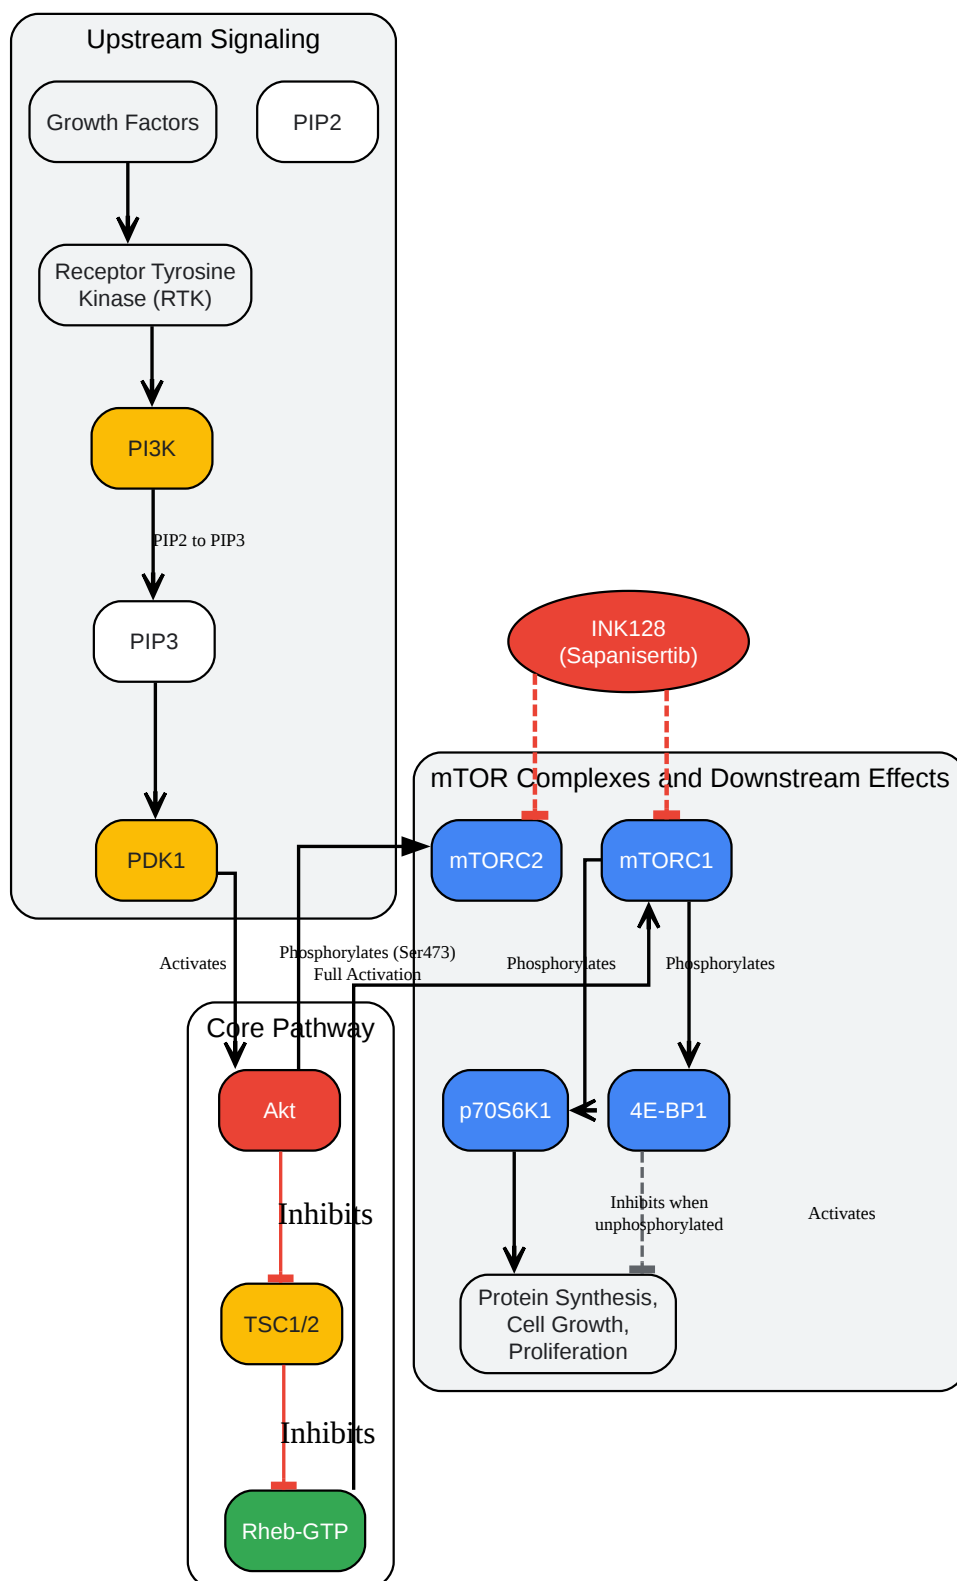 Upstream Signaling
Growth Factors
PIP2
Receptor Tyrosine
Kinase (RTK)
PI3K
PIP2 to PIP3
PIP3
INK128
(Sapanisertib)
mTOR Complexes and Downstream Effects
PDK1
mTORC2
mTORC1
Activates
Phosphorylates (Ser473)
Full Activation
Phosphorylates
Phosphorylates
Core Pathway
Akt
p70S6K1
4E-BP1
Inhibits
Inhibits when
unphosphorylated
Activates
TSC1/2
Protein Synthesis,
Cell Growth,
Proliferation
Inhibits
Rheb-GTP